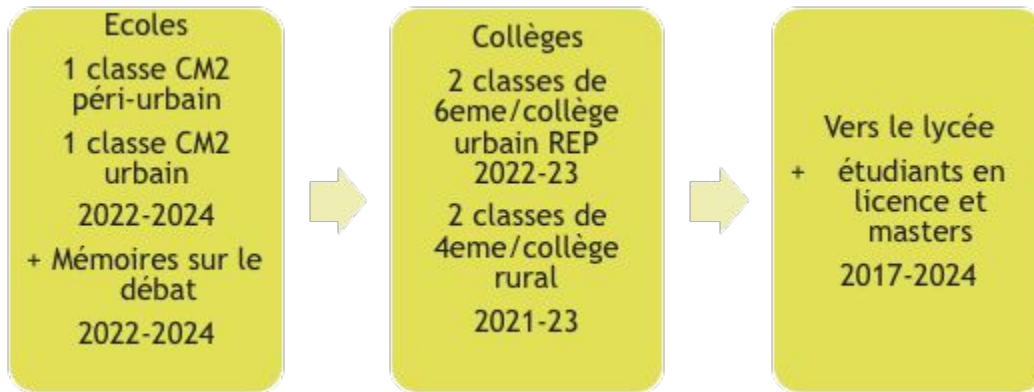 Ecoles
1 classe CM2
péri-urbain
1 classe CM2
urbain
2022-2024
+ Mémoires sur le
débat
2022-2024
Collèges
2 classes de
6eme/collège
urbain REP
2022-23
2 classes de
4eme/collège
rural
2021-23
Vers le lycée
+ étudiants en
licence et
masters
2017-2024